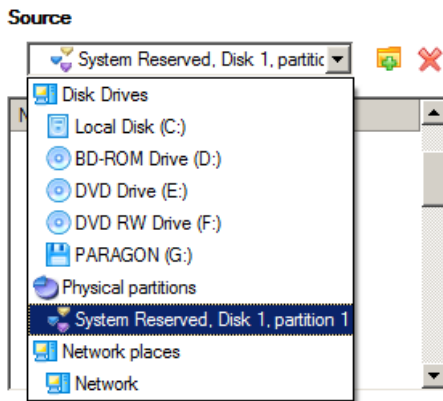 Source
System Reserved, Disk 1, partitic
N
Disk Drives
Local Disk (C:)
BD-ROM Drive (D:)
DVD Drive (E:)
DVD RW Drive (F:)
PARAGON (G:)
Physical partitions
System Reserved, Disk 1, partition 1
Network places
Network